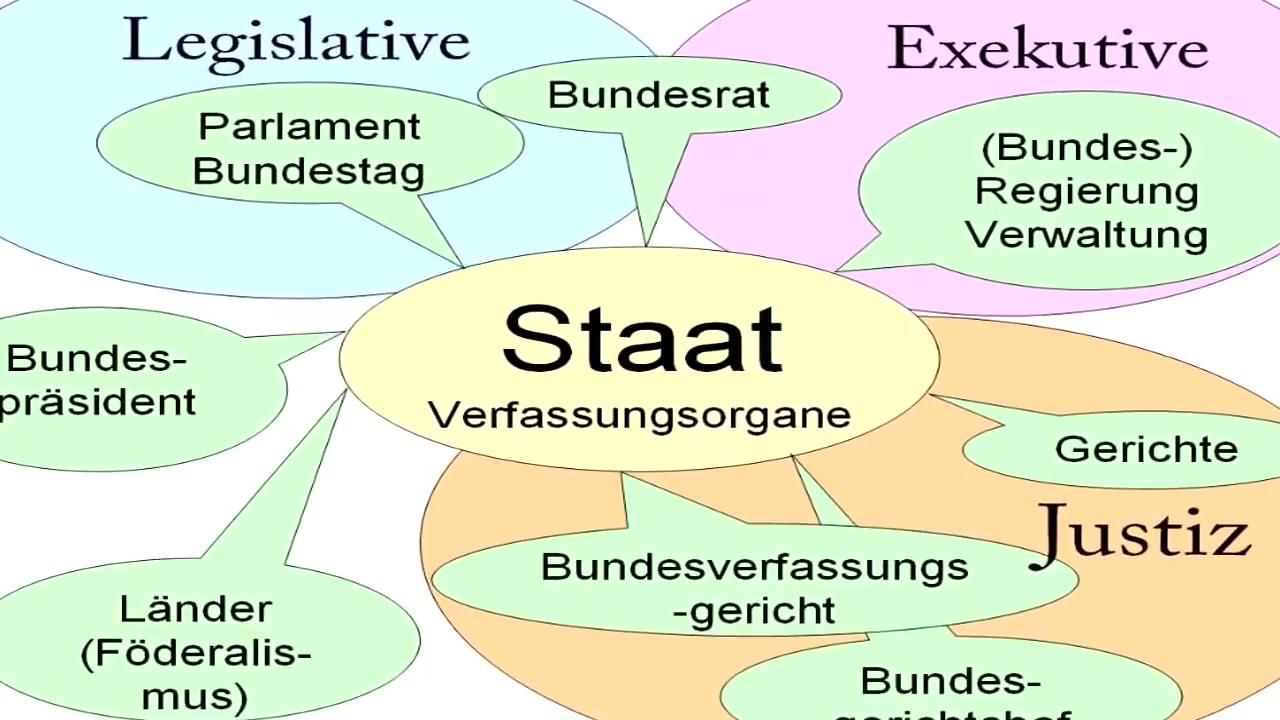 Legislative
Exekutive
Bundesrat
Parlament
Bundestag
(Bundes-)
Regierung
Verwaltung
Staat
Verfassungsorgane
Bundes-
präsident
Gerichte
Justiz
Bundesverfassungs
-gericht
Länder
(Föderalis-
mus)
Bundes-
gerichtshof